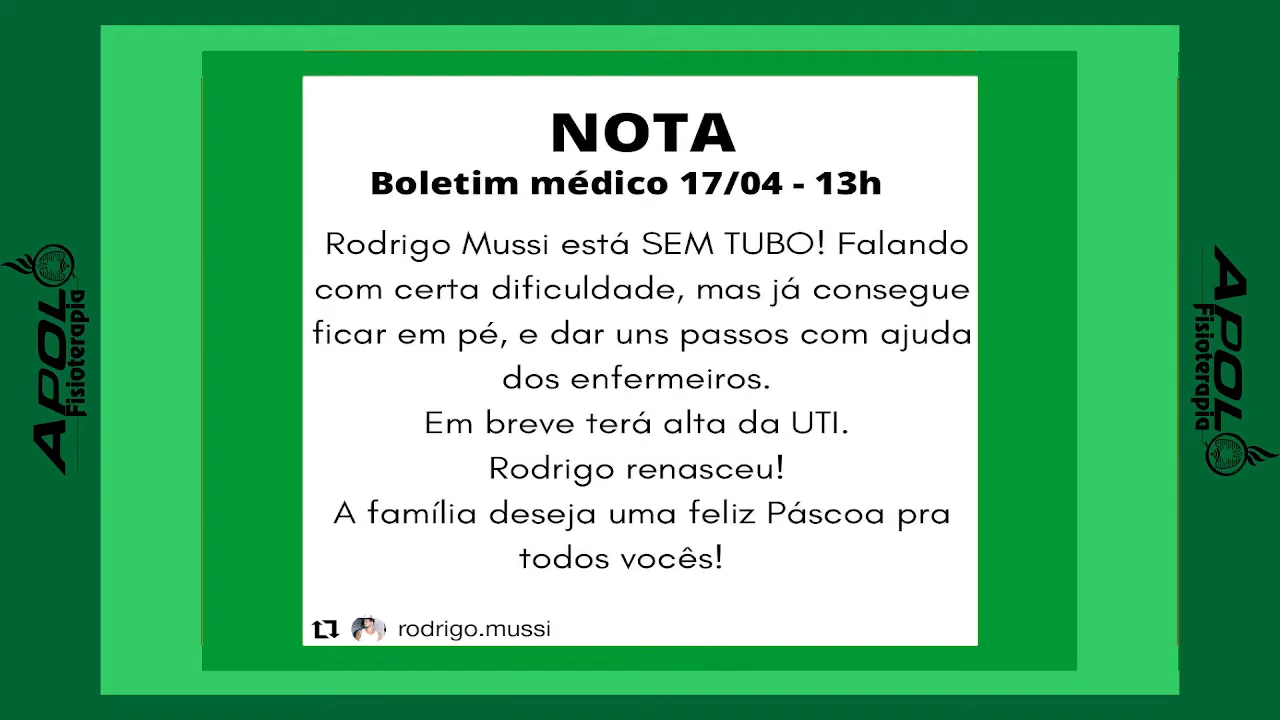 NOTA
Boletim médico 17/04 - 13h
Rodrigo Mussi está SEM TUBO! Falando
com certa dificuldade, mas já consegue
ficar em pé, e dar uns passos com ajuda
dos enfermeiros.
Em breve terá alta da UTI.
Rodrigo renasceu!
A família deseja uma feliz Páscoa pra
todos vocês!
rodrigo.mussi
APOLO
Fisioterapia
APOLO
Fisioterapia